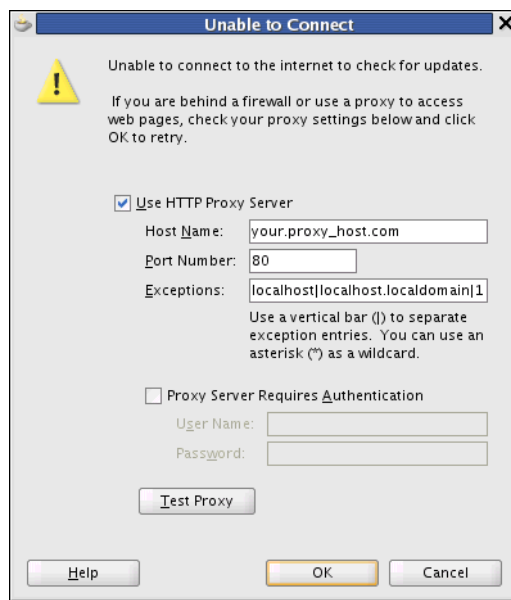 Unable to Connect
Unable to connect to the internet to check for updates.
If you are behind a firewall or use a proxy to access
web pages, check your proxy settings below and click
OK to retry.
Use HTTP Proxy Server
Host Name: your.proxy_host.com
Port Number: 80
Exceptions: localhost|localhost.localdomain|1
Use a vertical bar (|) to separate
exception entries. You can use an
asterisk (*) as a wildcard.
Proxy Server Requires Authentication
User Name:
Password:
Test Proxy
Help OK Cancel